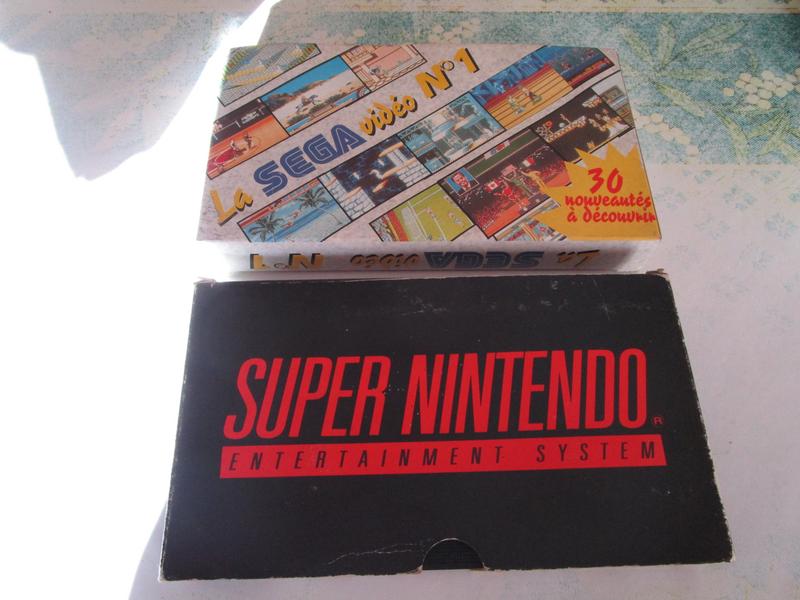 La SEGA vidéo N°1
30
nouveautés
à découvrir
La SEGA vidéo N°1
SUPER NINTENDO®
ENTERTAINMENT SYSTEM